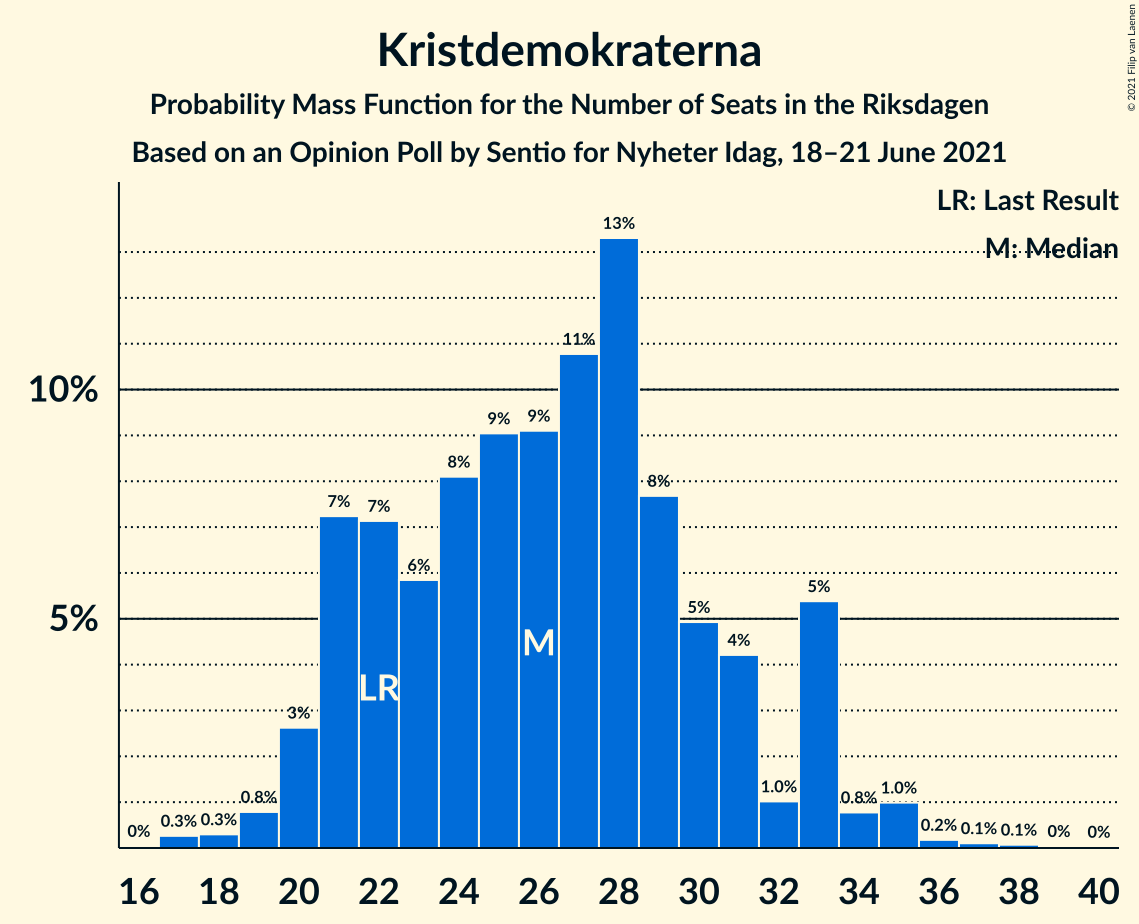 Kristdemokraterna
Probability Mass Function for the Number of Seats in the Riksdagen
Based on an Opinion Poll by Sentio for Nyheter Idag, 18–21 June 2021
© 2021 Filip van Laenen
LR: Last Result
M: Median
10%
5%
0% 0.3% 0.3% 0.8% 3% 7% 7% 6% 8% 9% 9% 11% 13% 8% 5% 4% 1.0% 5% 0.8% 1.0% 0.2% 0.1% 0.1% 0% 0%
LR M
16 18 20 22 24 26 28 30 32 34 36 38 40